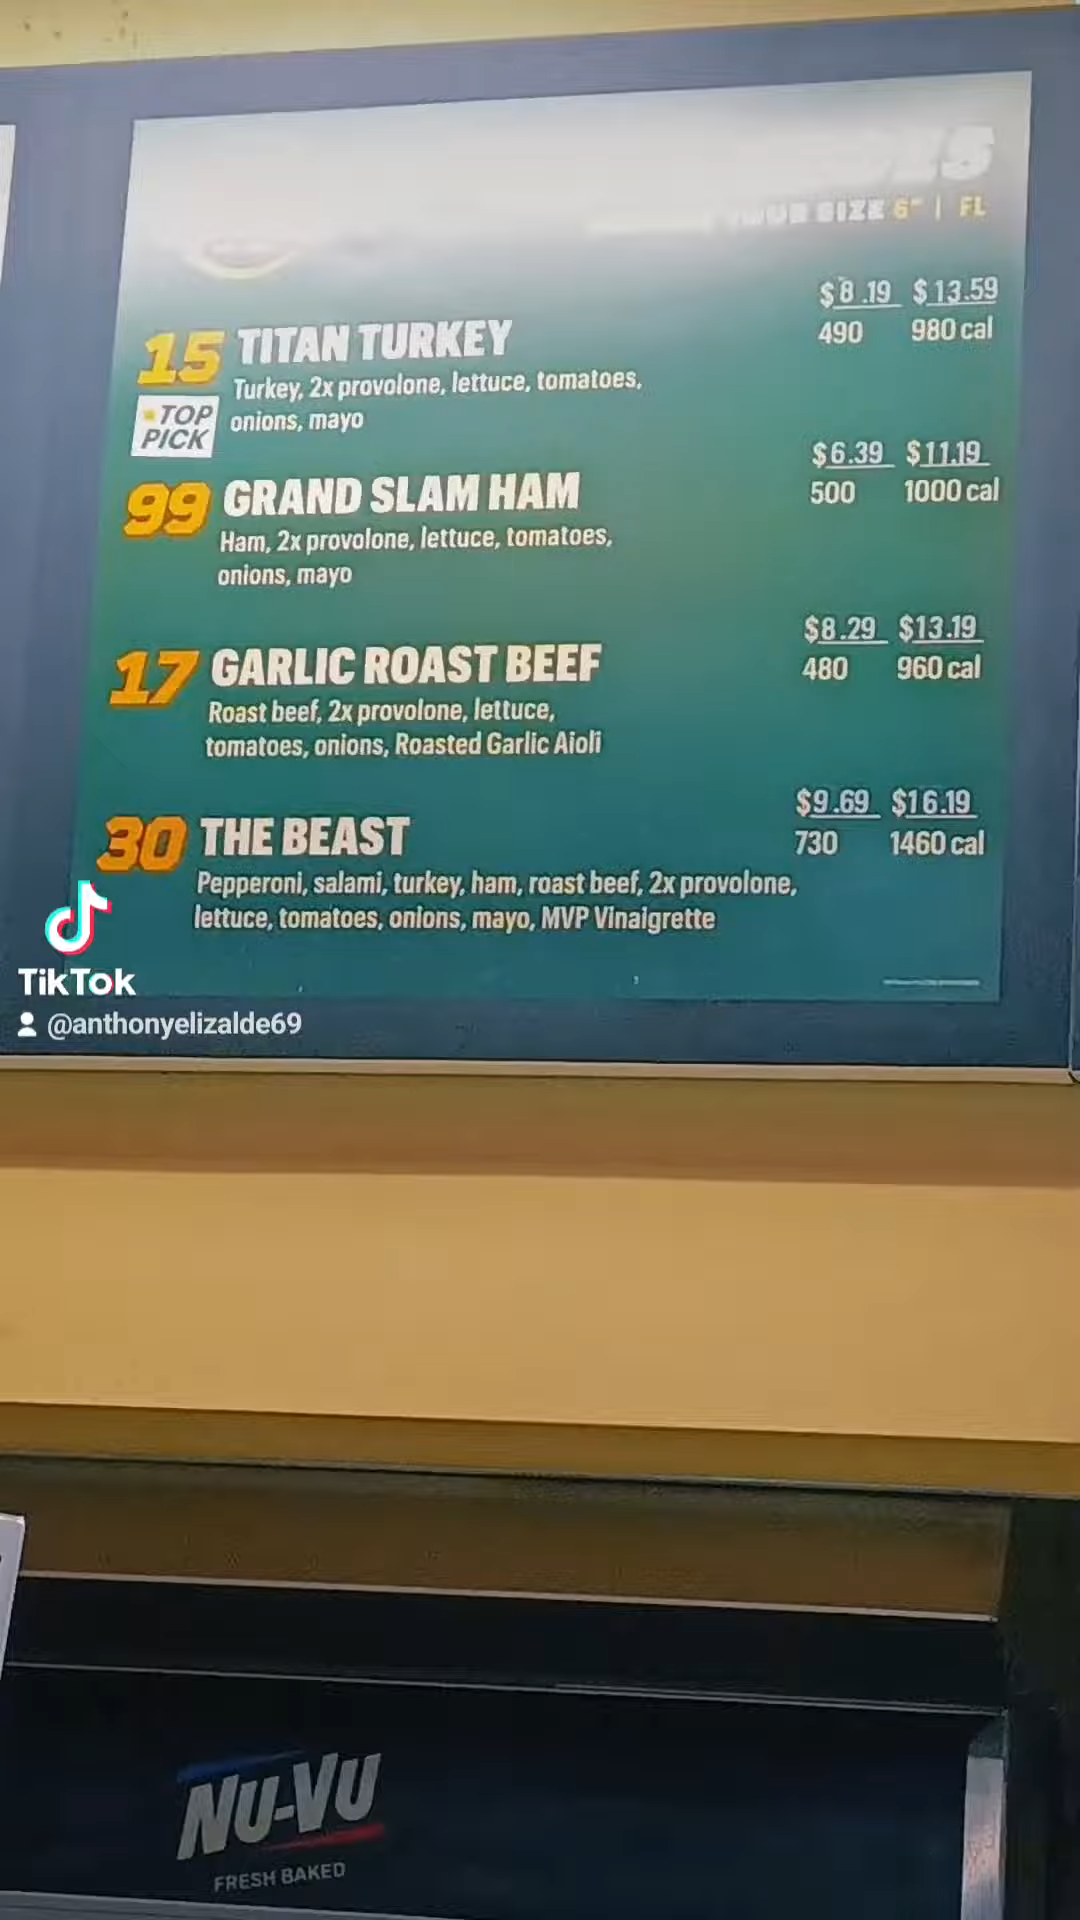 SIZE 6" | FL
$8.19 $13.59
490 980 cal
15 TITAN TURKEY
Turkey, 2x provolone, lettuce, tomatoes,
onions, mayo
TOP
PICK
$6.39 $11.19
500 1000 cal
99 GRAND SLAM HAM
Ham, 2x provolone, lettuce, tomatoes,
onions, mayo
$8.29 $13.19
480 960 cal
17 GARLIC ROAST BEEF
Roast beef, 2x provolone, lettuce,
tomatoes, onions, Roasted Garlic Aioli
$9.69 $16.19
730 1460 cal
30 THE BEAST
Pepperoni, salami, turkey, ham, roast beef, 2x provolone,
lettuce, tomatoes, onions, mayo, MVP Vinaigrette
TikTok
@anthonyelizalde69
NU-VU
FRESH BAKED